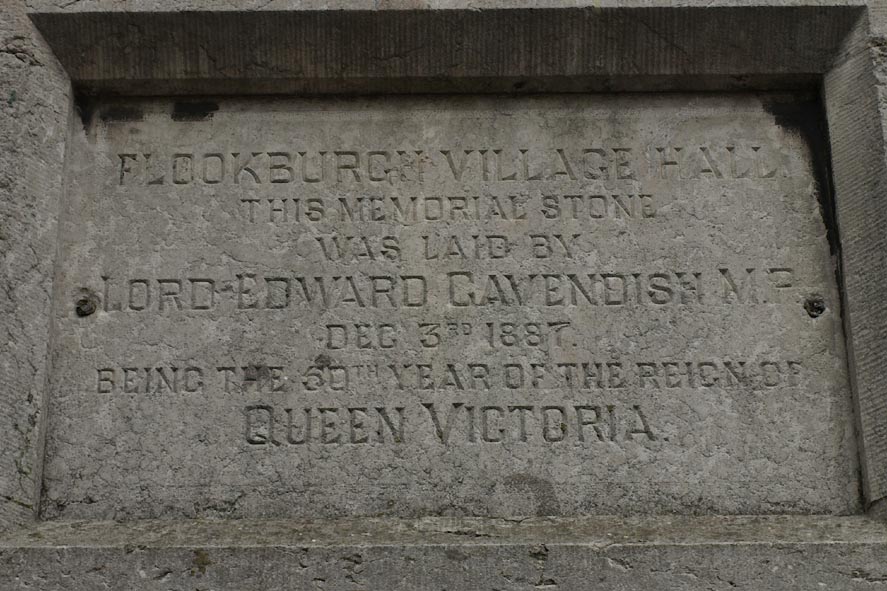 FLOOKBURGH VILLAGE HALL.
THIS MEMORIAL STONE
WAS LAID BY
LORD EDWARD CAVENDISH M.P.
DEC 3RD 1887.
BEING THE 50TH YEAR OF THE REIGN OF
QUEEN VICTORIA.